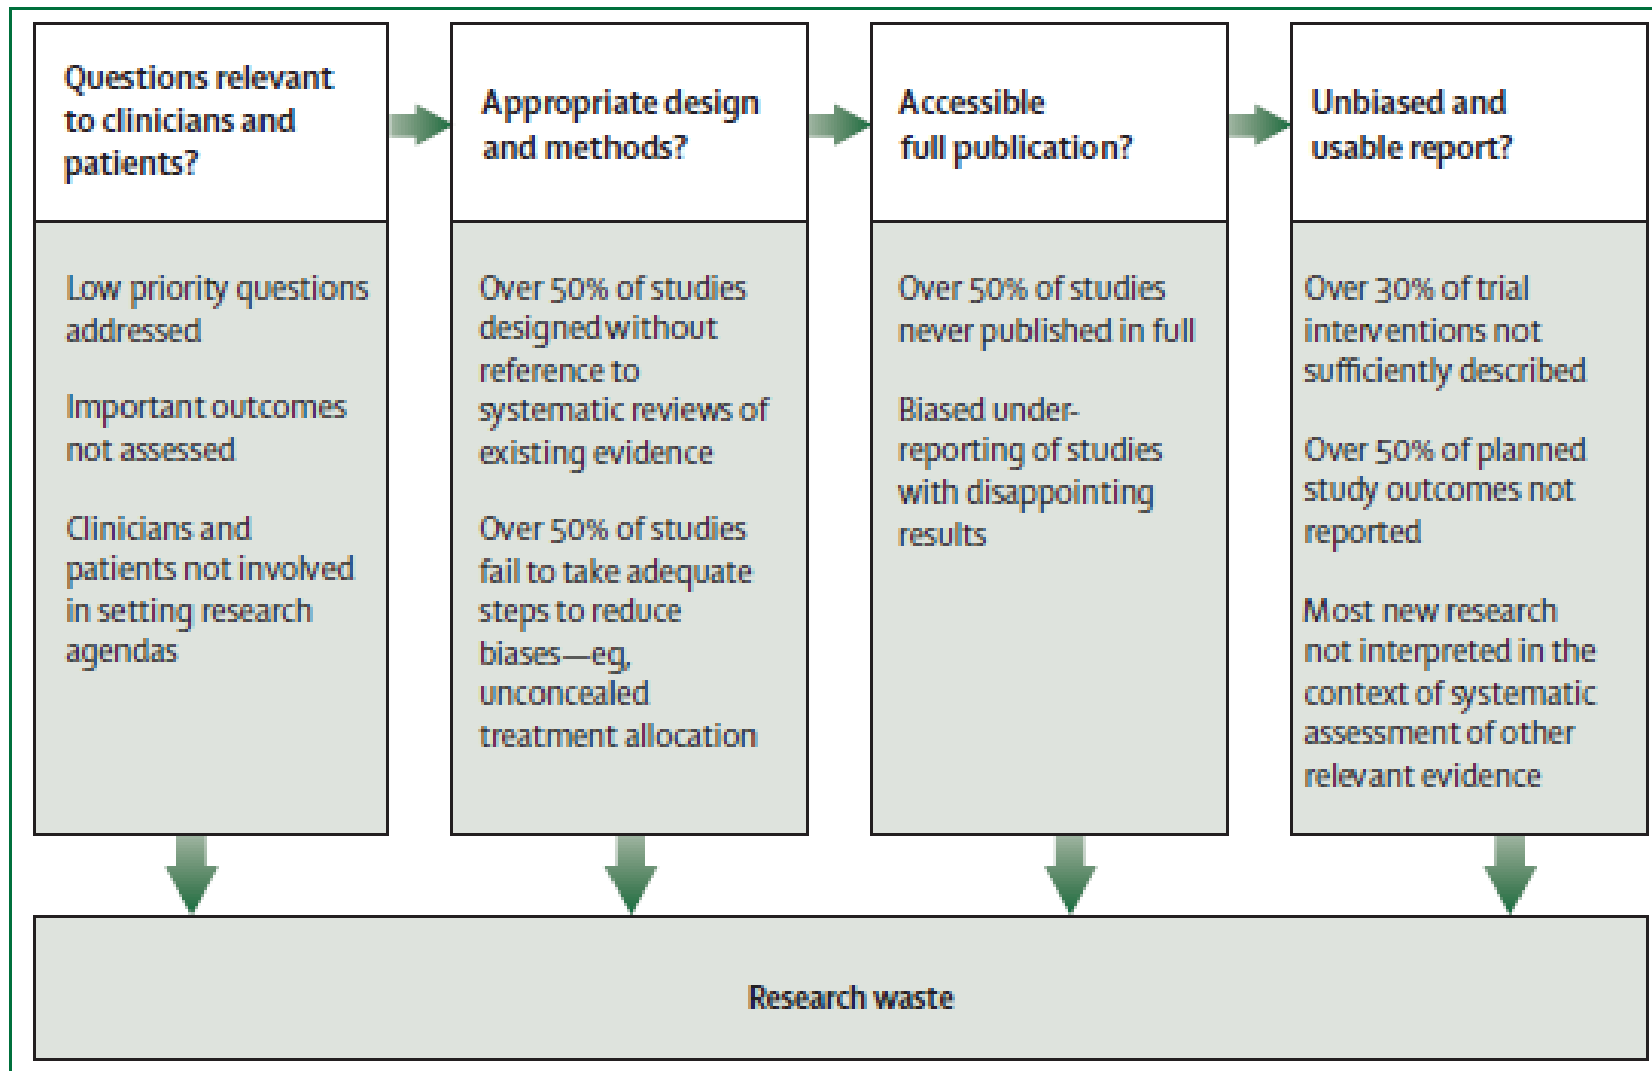 Questions relevant
to clinicians and
patients?
Low priority questions
addressed
Important outcomes
not assessed
Clinicians and
patients not involved
in setting research
agendas
Appropriate design
and methods?
Over 50% of studies
designed without
reference to
systematic reviews of
existing evidence
Over 50% of studies
fail to take adequate
steps to reduce
biases—eg,
unconcealed
treatment allocation
Accessible
full publication?
Over 50% of studies
never published in full
Biased under-
reporting of studies
with disappointing
results
Unbiased and
usable report?
Over 30% of trial
interventions not
sufficiently described
Over 50% of planned
study outcomes not
reported
Most new research
not interpreted in the
context of systematic
assessment of other
relevant evidence
Research waste